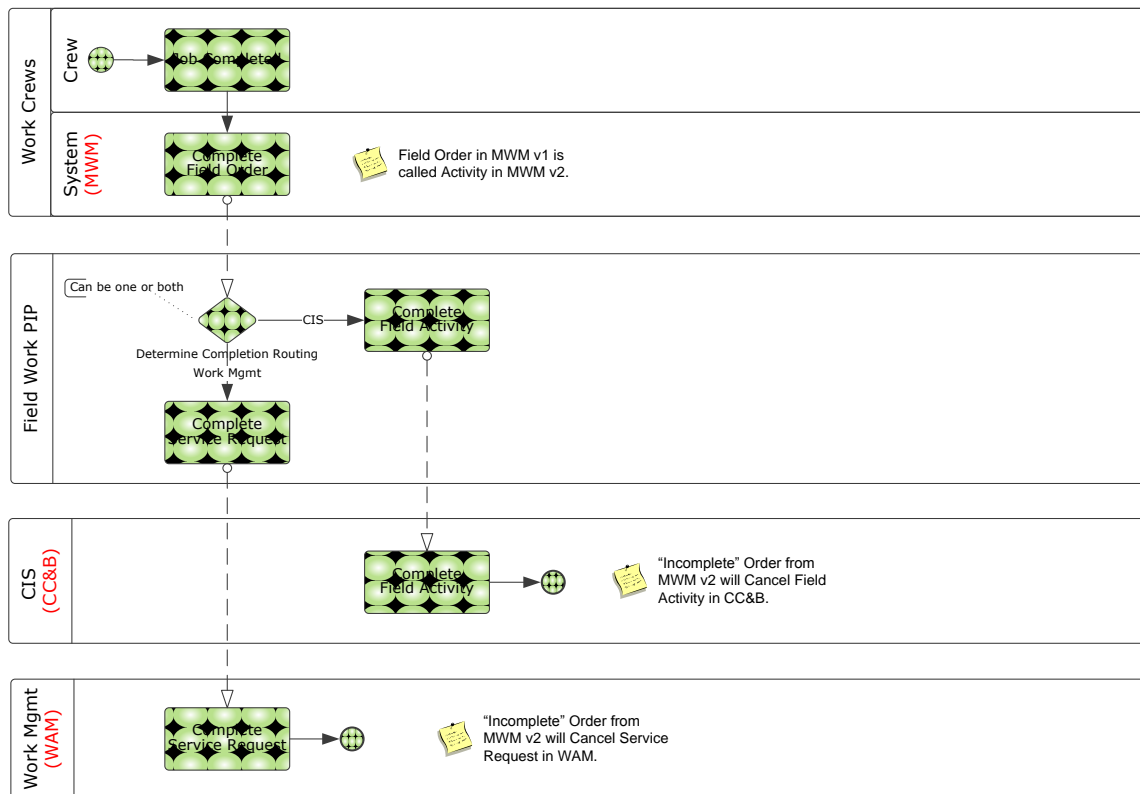 Work Crews
Crew
Job Completed
System
(MWM)
Complete
Field Order
Field Order in MWM v1 is
called Activity in MWM v2.
Field Work PIP
Can be one or both
CIS
Complete
Field Activity
Determine Completion Routing
Work Mgmt
Complete
Service Request
CIS
(CC&B)
Complete
Field Activity
“Incomplete” Order from
MWM v2 will Cancel Field
Activity in CC&B.
Work Mgmt
(WAM)
Complete
Service Request
“Incomplete” Order from
MWM v2 will Cancel Service
Request in WAM.